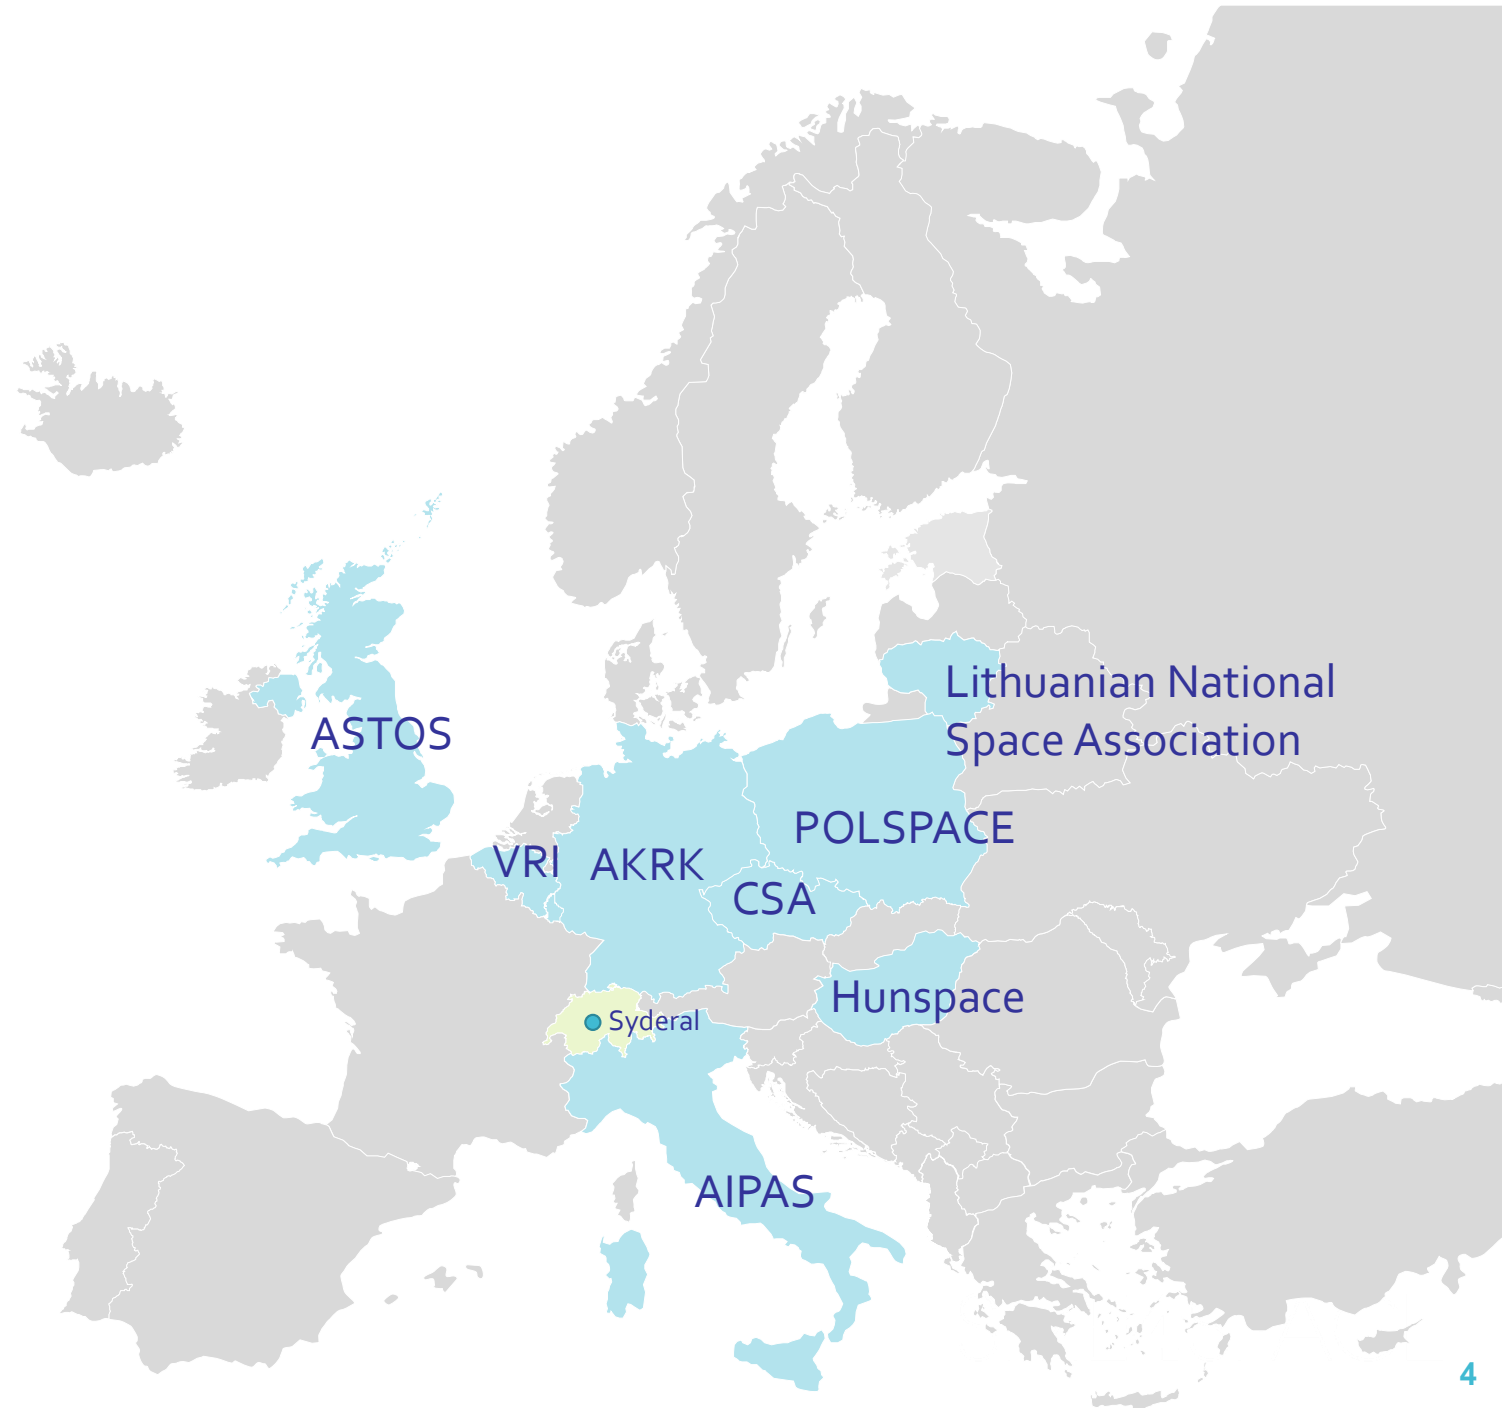 Lithuanian National
Space Association
ASTOS
POLSPACE
VRI
AKRK
CSA
Hunspace
Syderal
AIPAS
4